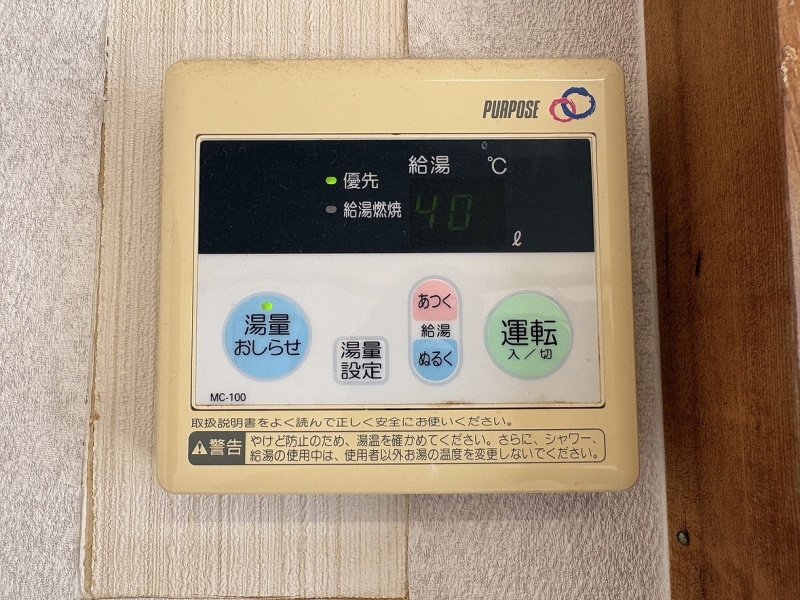 PURPOSE
給湯 ℃
優先
給湯燃焼 40
ℓ
湯量
おしらせ
湯量
設定
あつく
給湯
ぬるく
運転
入/切
MC-100
取扱説明書をよく読んで正しく安全にお使いください。
警告 やけど防止のため、湯温を確かめてください。さらに、シャワー、
給湯の使用中は、使用者以外お湯の温度を変更しないでください。